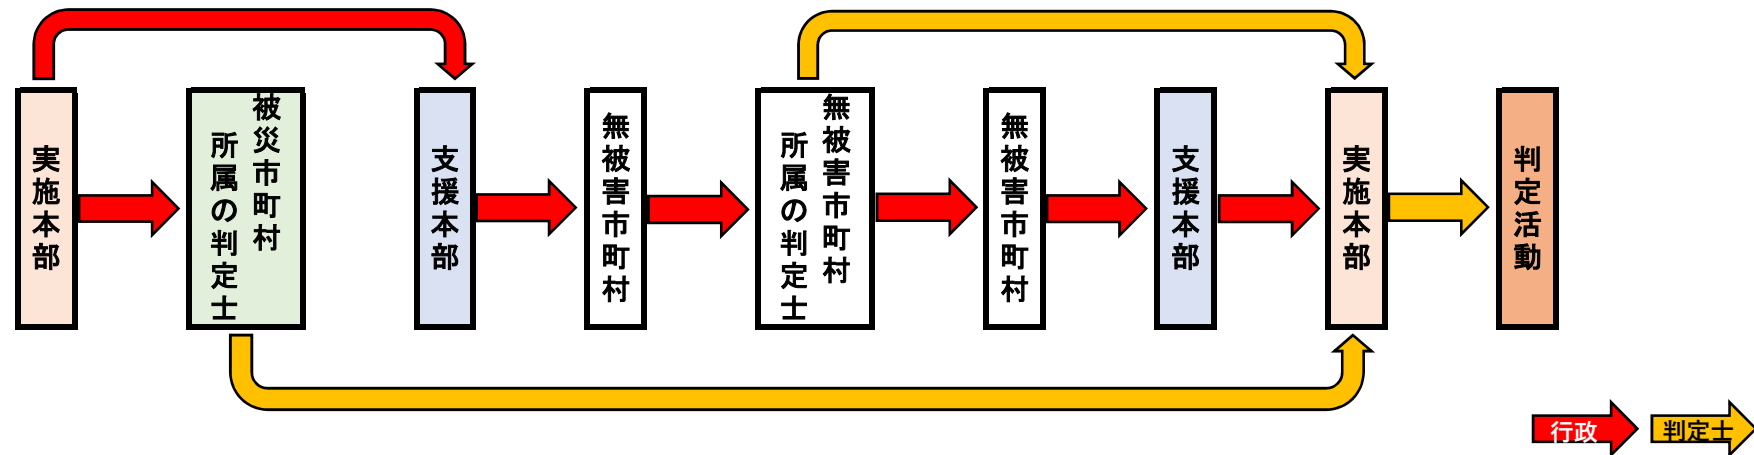 実施本部
被災市町村
所属の判定士
支援本部
無被害市町村
無被害市町村
所属の判定士
無被害市町村
支援本部
実施本部
判定活動
行政
判定士